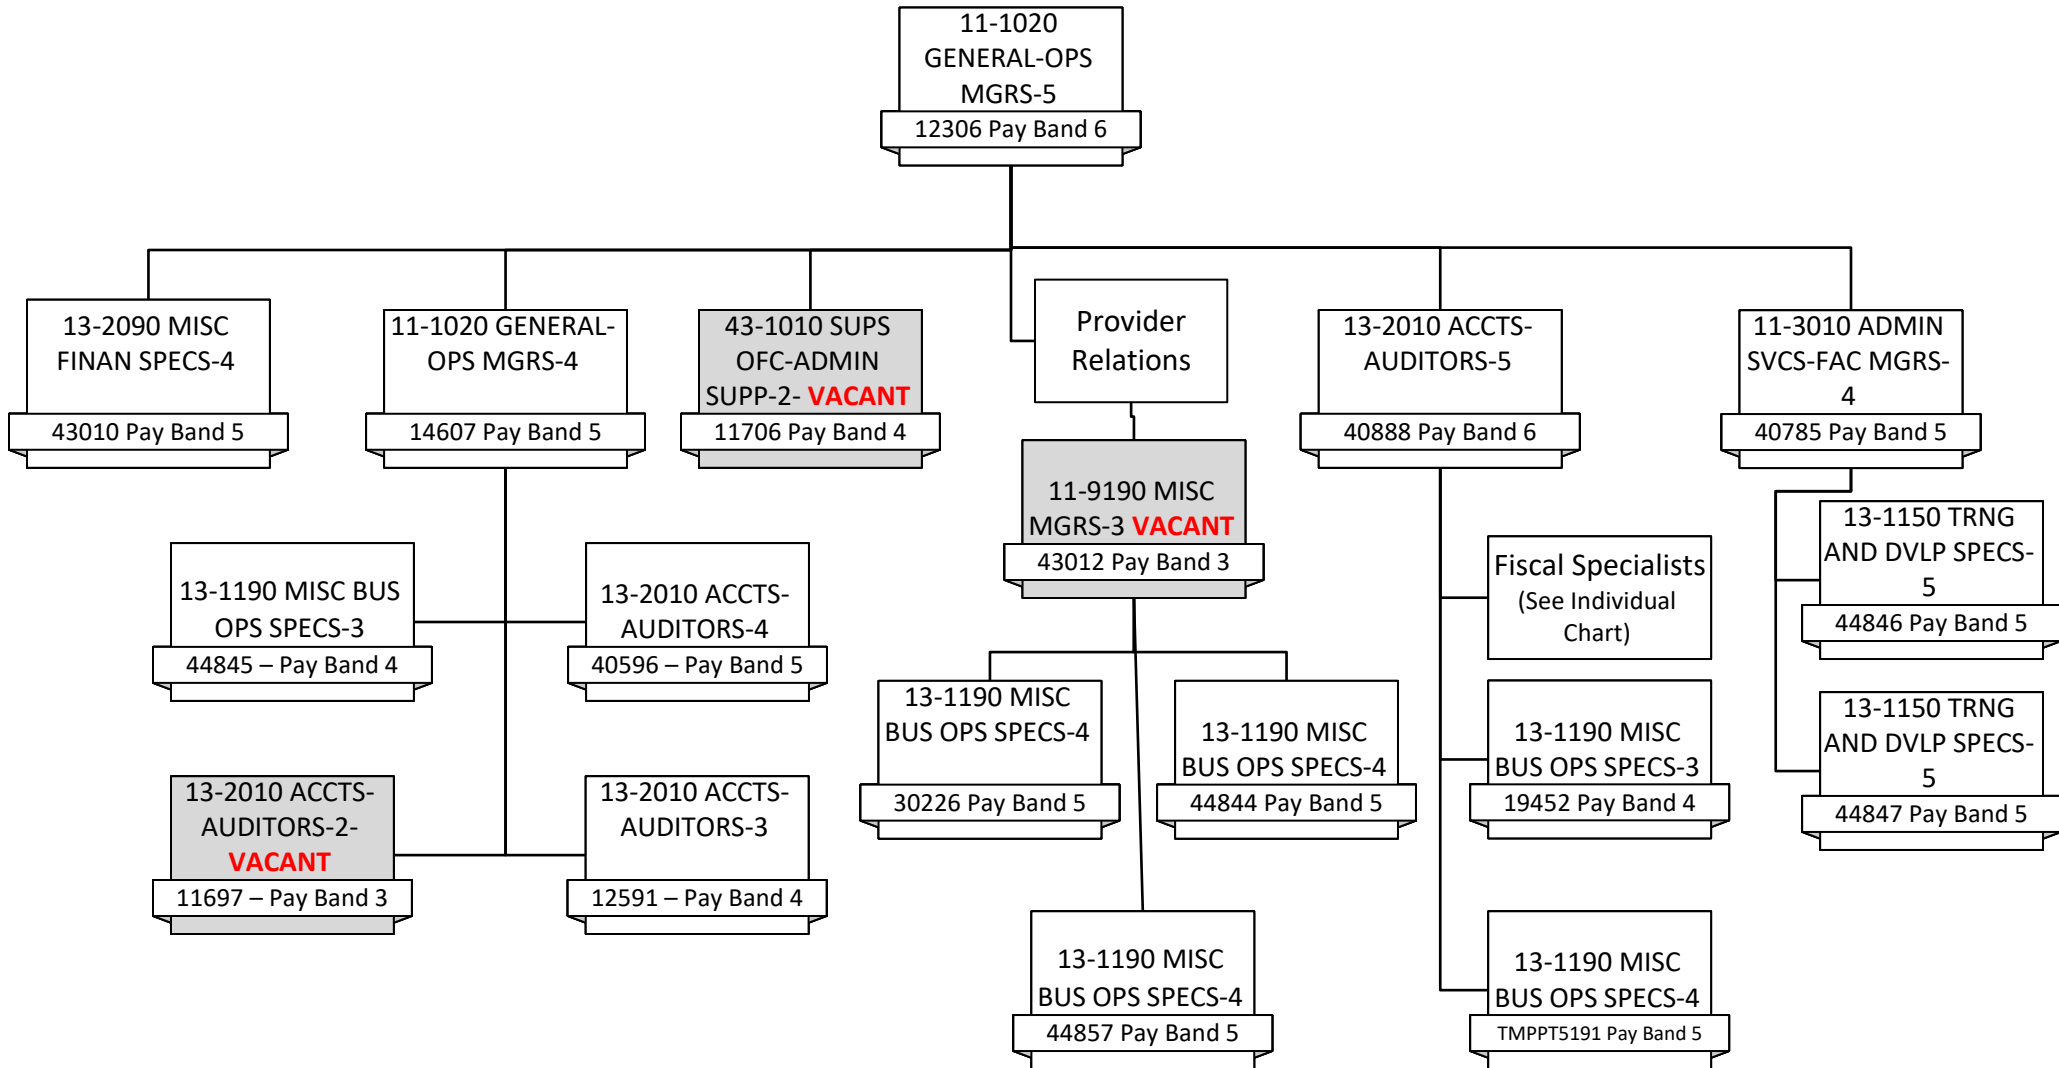 11-1020
GENERAL-OPS
MGRS-5
12306 Pay Band 6
13-2090 MISC
FINAN SPECS-4
43010 Pay Band 5
11-1020 GENERAL-
OPS MGRS-4
14607 Pay Band 5
43-1010 SUPS
OFC-ADMIN
SUPP-2- VACANT
11706 Pay Band 4
Provider
Relations
13-2010 ACCTS-
AUDITORS-5
40888 Pay Band 6
11-3010 ADMIN
SVCS-FAC MGRS-
4
40785 Pay Band 5
11-9190 MISC
MGRS-3 VACANT
43012 Pay Band 3
13-1190 MISC BUS
OPS SPECS-3
44845 – Pay Band 4
13-2010 ACCTS-
AUDITORS-4
40596 – Pay Band 5
Fiscal Specialists
(See Individual
Chart)
13-1150 TRNG
AND DVLP SPECS-
5
44846 Pay Band 5
13-1190 MISC
BUS OPS SPECS-4
30226 Pay Band 5
13-1190 MISC
BUS OPS SPECS-4
44844 Pay Band 5
13-1190 MISC
BUS OPS SPECS-3
19452 Pay Band 4
13-1150 TRNG
AND DVLP SPECS-
5
44847 Pay Band 5
13-2010 ACCTS-
AUDITORS-2-
VACANT
11697 – Pay Band 3
13-2010 ACCTS-
AUDITORS-3
12591 – Pay Band 4
13-1190 MISC
BUS OPS SPECS-4
44857 Pay Band 5
13-1190 MISC
BUS OPS SPECS-4
TMPPT5191 Pay Band 5